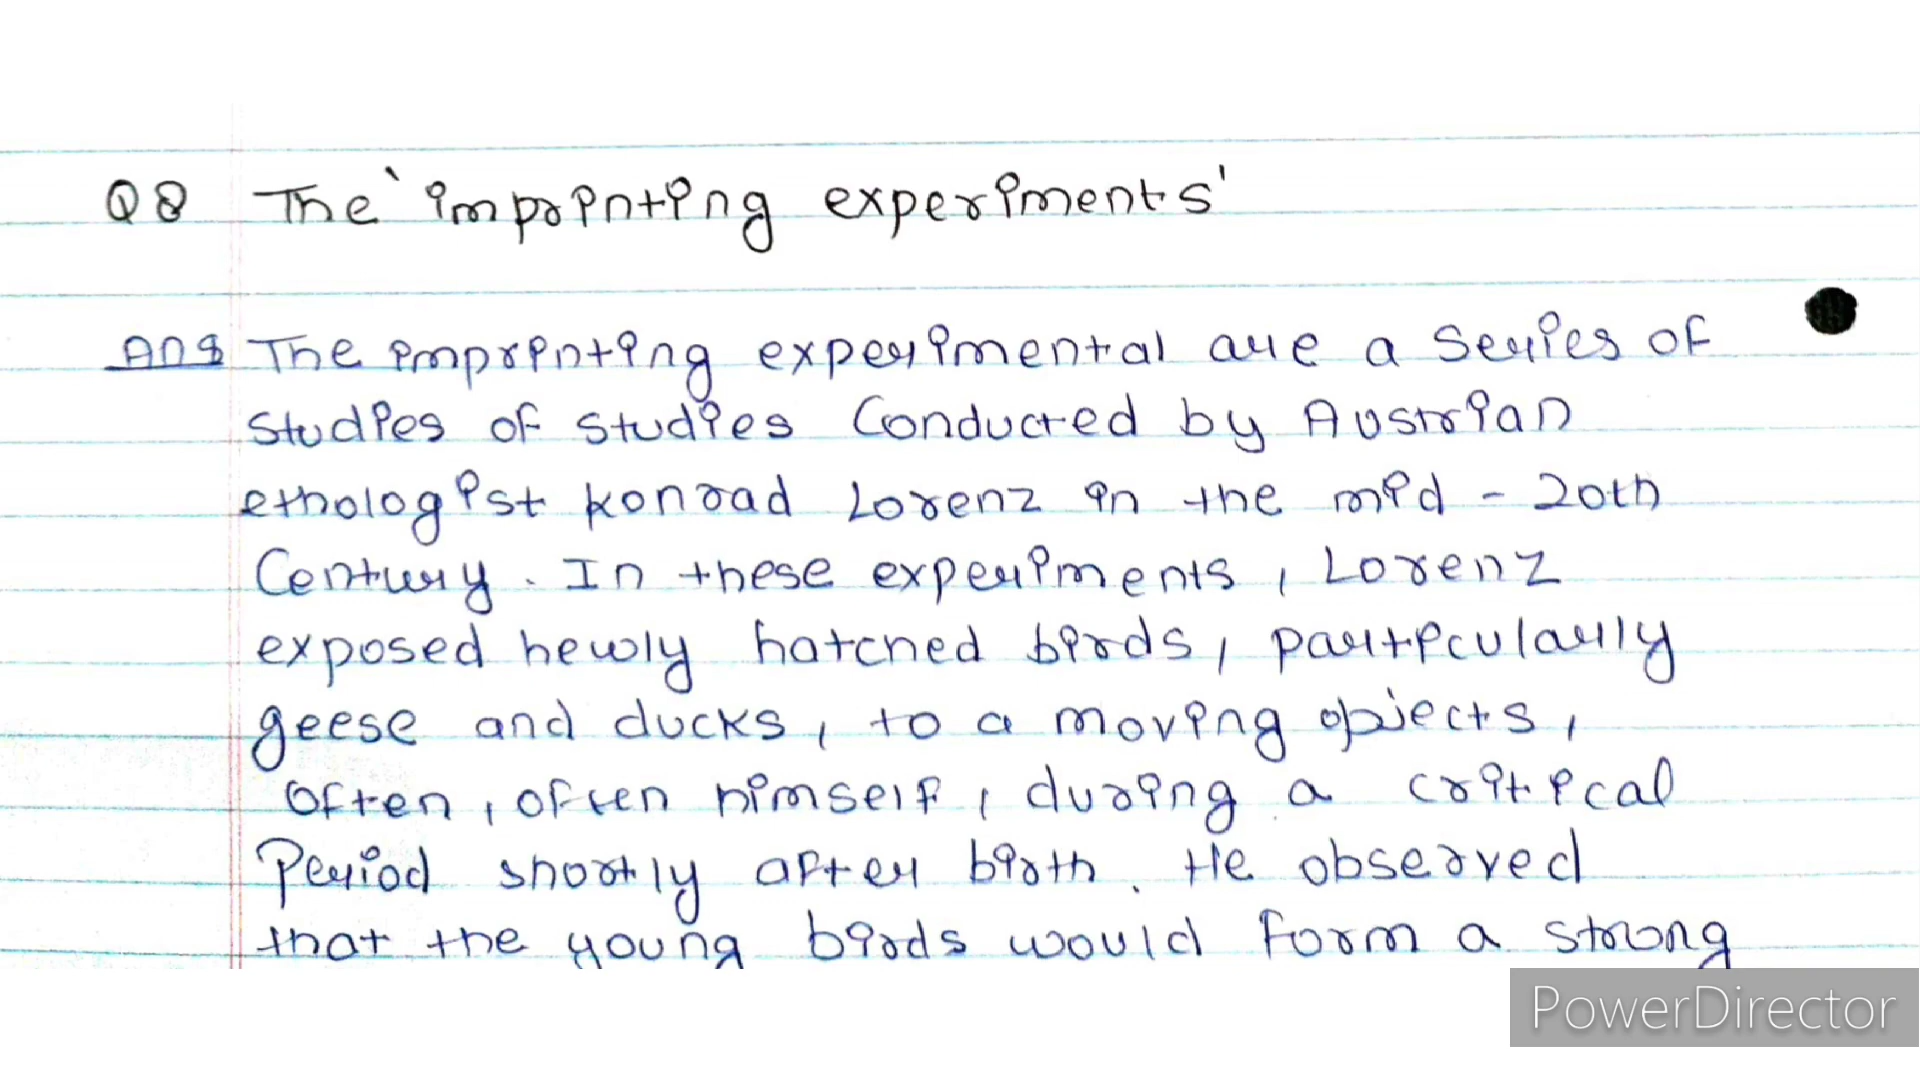 Q8 The 'imprinting experiments'
Ans The imprinting experimental are a series of
studies of studies Conducted by Austrian
ethologist konrad Lorenz in the mid - 20th
Century. In these experiments, Lorenz
exposed newly hatched birds, particularly
geese and ducks, to a moving objects,
Often, often himself, during a critical
Period shortly after birth. He observed
that the young birds would form a strong
PowerDirector